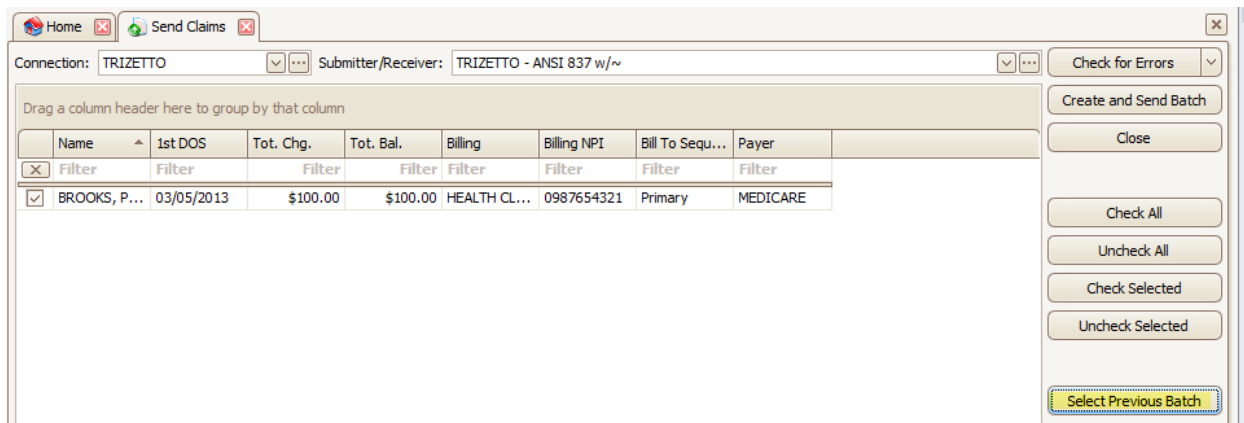 Home Send Claims
Connection: TRIZETTO Submitter/Receiver: TRIZETTO - ANSI 837 w/~ Check for Errors
Drag a column header here to group by that column Create and Send Batch
Name 1st DOS Tot. Chg. Tot. Bal. Billing Billing NPI Bill To Sequ... Payer Close
Filter Filter Filter Filter Filter Filter Filter Filter
BROOKS, P... 03/05/2013 $100.00 $100.00 HEALTH CL... 0987654321 Primary MEDICARE
Check All
Uncheck All
Check Selected
Uncheck Selected
Select Previous Batch